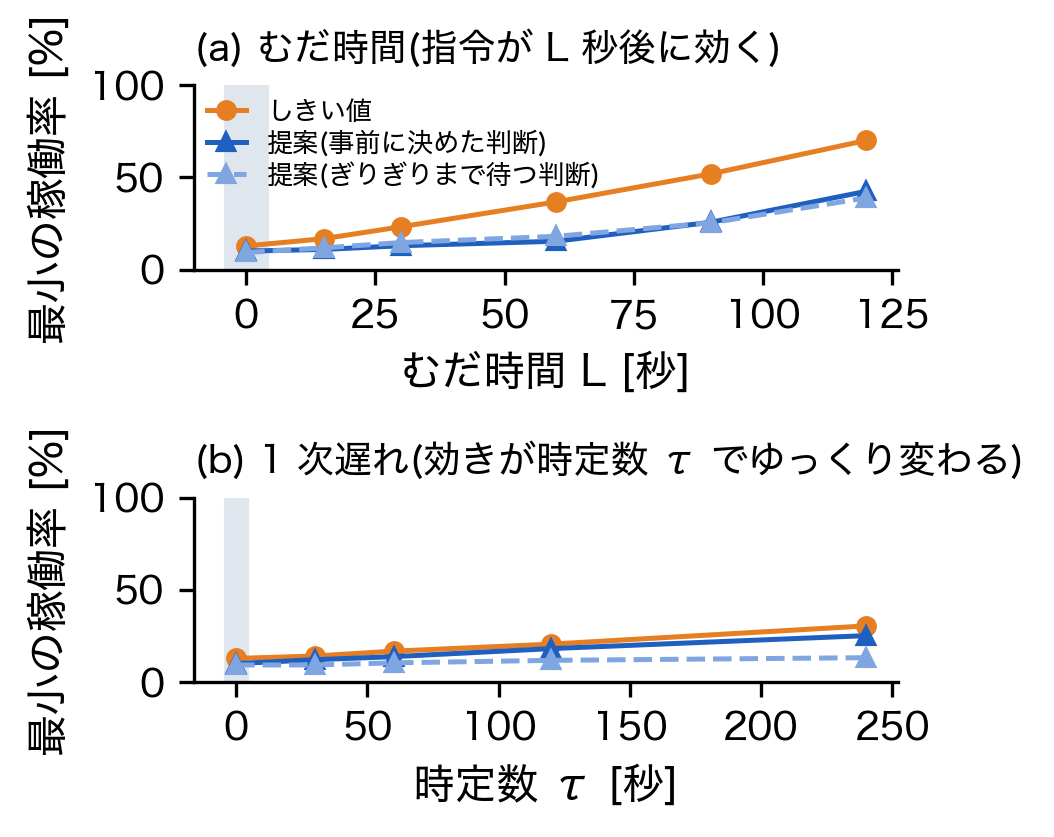 (a) むだ時間(指令が L 秒後に効く)
最小の稼働率 [%]
100
50
0
しきい値
提案(事前に決めた判断)
提案(ぎりぎりまで待つ判断)
0 25 50 75 100 125
むだ時間 L [秒]
(b) 1 次遅れ(効きが時定数 τ でゆっくり変わる)
最小の稼働率 [%]
100
50
0
0 50 100 150 200 250
時定数 τ [秒]